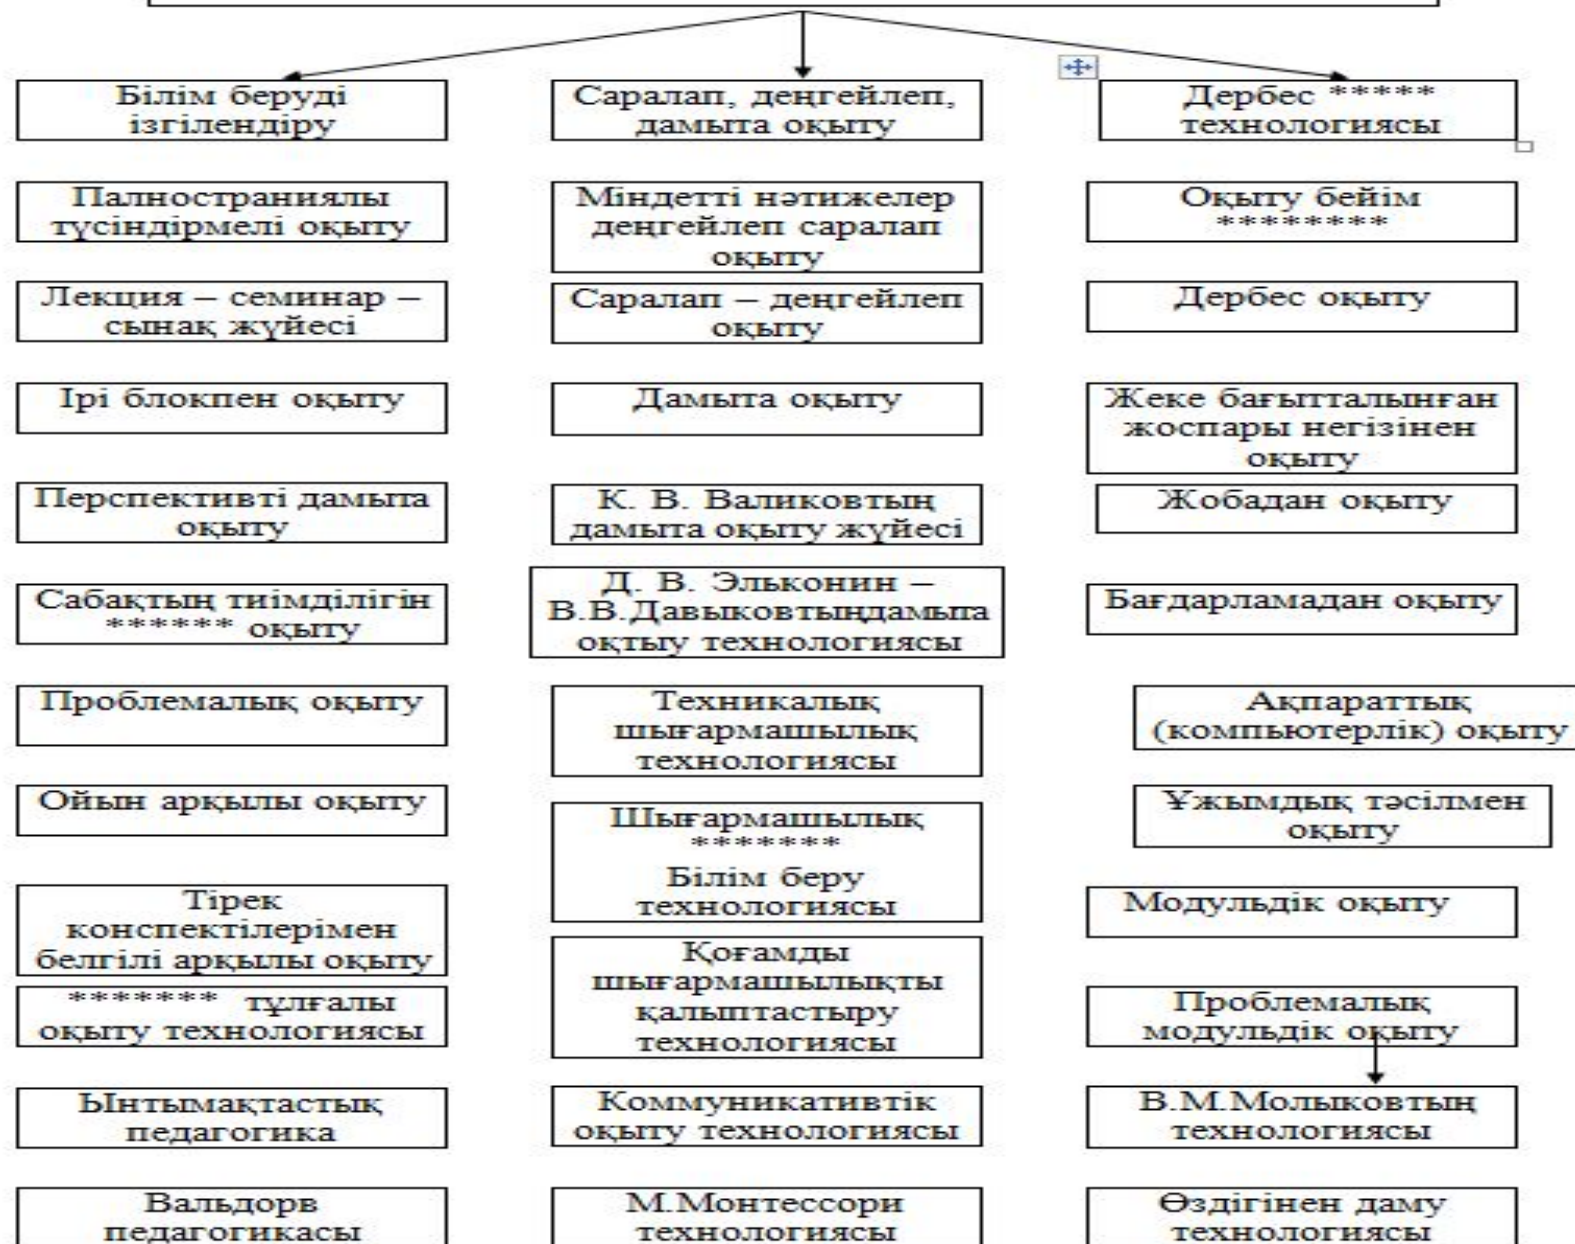 Білім беруді
ізгілендіру
Палностраниялы
түсіндірмелі оқыту
Лекция – семинар –
сынақ жүйесі
Ірі блокпен оқыту
Перспективті дамыта
оқыту
Сабақтың тиімділігін
****** оқыту
Проблемалық оқыту
Ойын арқылы оқыту
Тірек
конспектілерімен
белгілі арқылы оқыту
******* тұлғалы
оқыту технологиясы
Ынтымақтастық
педагогика
Вальдорв
педагогикасы
Саралап, деңгейлеп,
дамыта оқыту
Міндетті нәтижелер
деңгейлеп саралап
оқыту
Саралап – деңгейлеп
оқыту
Дамыта оқыту
К. В. Валиковтың
дамыта оқыту жүйесі
Д. В. Эльконин –
В.В.Давыковтыңдамыта
оқтыу технологиясы
Техникалық
шығармашылық
технологиясы
Шығармашылық
*******
Білім беру
технологиясы
Қоғамды
шығармашылықты
қалыптастыру
технологиясы
Коммуникативтік
оқыту технологиясы
М.Монтессори
технологиясы
Дербес *****
технологиясы
Оқыту бейім
********
Дербес оқыту
Жеке бағытталынған
жоспары негізінен
оқыту
Жобадан оқыту
Бағдарламадан оқыту
Ақпараттық
(компьютерлік) оқыту
Ұжымдық тәсілмен
оқыту
Модульдік оқыту
Проблемалық
модульдік оқыту
В.М.Молыковтың
технологиясы
Өздігінен даму
технологиясы